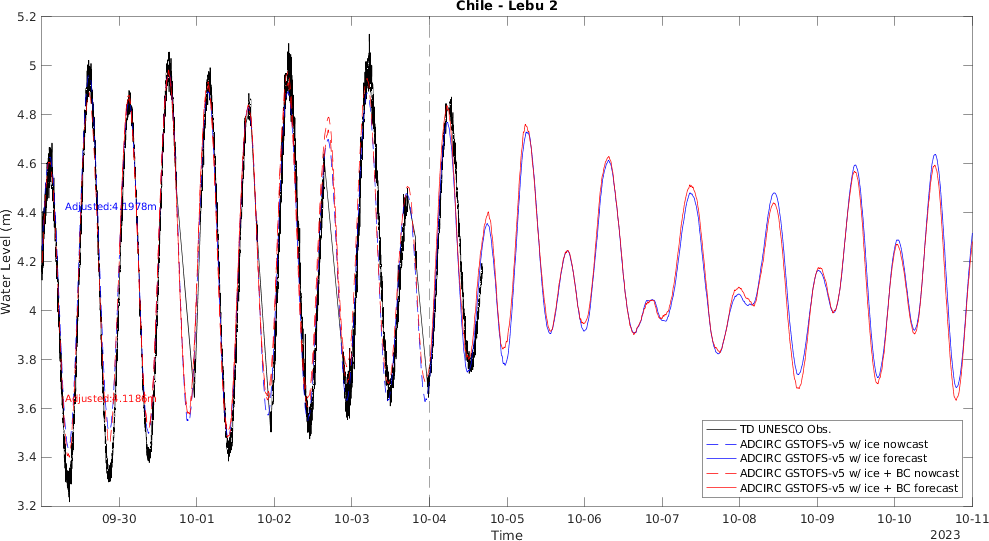 Chile - Lebu 2
5.2
5
4.8
4.6
4.4
4.2
4
3.8
3.6
3.4
3.2
Water Level (m)
Adjusted:4.1978m
Adjusted:4.1186m
TD UNESCO Obs.
ADCIRC GSTOFS-v5 w/ ice nowcast
ADCIRC GSTOFS-v5 w/ ice forecast
ADCIRC GSTOFS-v5 w/ ice + BC nowcast
ADCIRC GSTOFS-v5 w/ ice + BC forecast
09-30 10-01 10-02 10-03 10-04 10-05 10-06 10-07 10-08 10-09 10-10 10-11
Time
2023